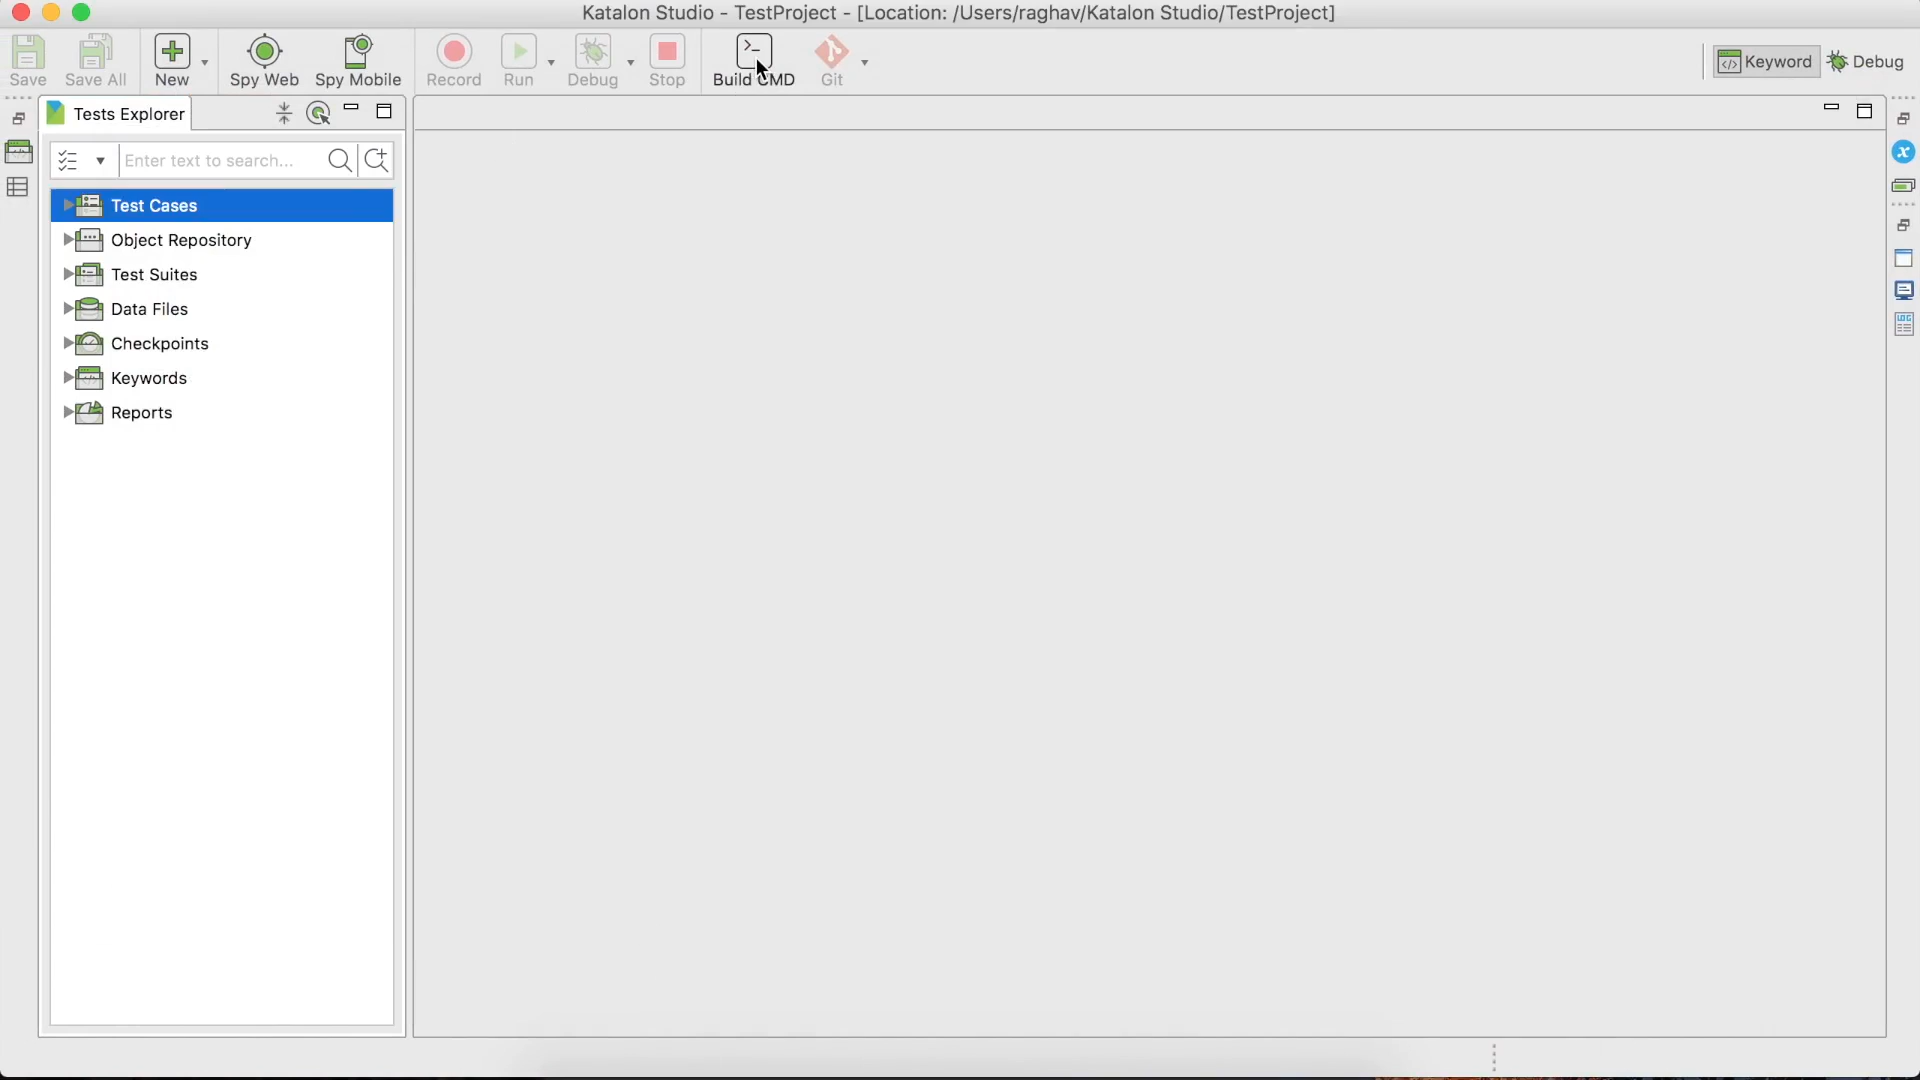 Katalon Studio - TestProject - [Location: /Users/raghav/Katalon Studio/TestProject]
Save Save All New Spy Web Spy Mobile Record Run Debug Stop Build CMD Git Keyword Debug
Tests Explorer
Enter text to search...
Test Cases
Object Repository
Test Suites
Data Files
Checkpoints
Keywords
Reports